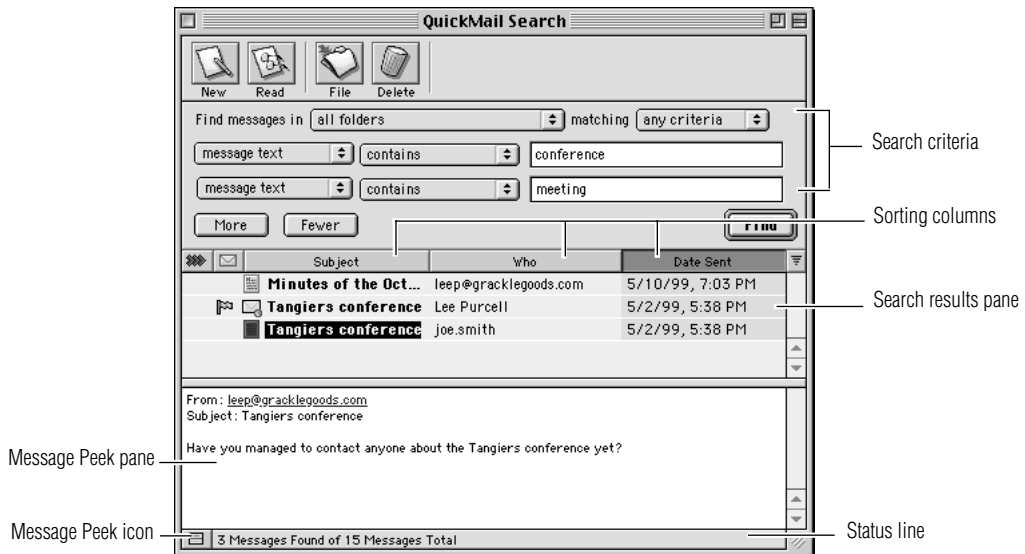 QuickMail Search
New Read File Delete
Find messages in all folders matching any criteria
message text contains conference
message text contains meeting
More Fewer Find
Subject Who Date Sent
Minutes of the Oct... leep@gracklegoods.com 5/10/99, 7:03 PM
Tangiers conference Lee Purcell 5/2/99, 5:38 PM
Tangiers conference joe.smith 5/2/99, 5:38 PM
From: leep@gracklegoods.com
Subject: Tangiers conference
Have you managed to contact anyone about the Tangiers conference yet?
3 Messages Found of 15 Messages Total
Search criteria
Sorting columns
Search results pane
Message Peek pane
Message Peek icon
Status line